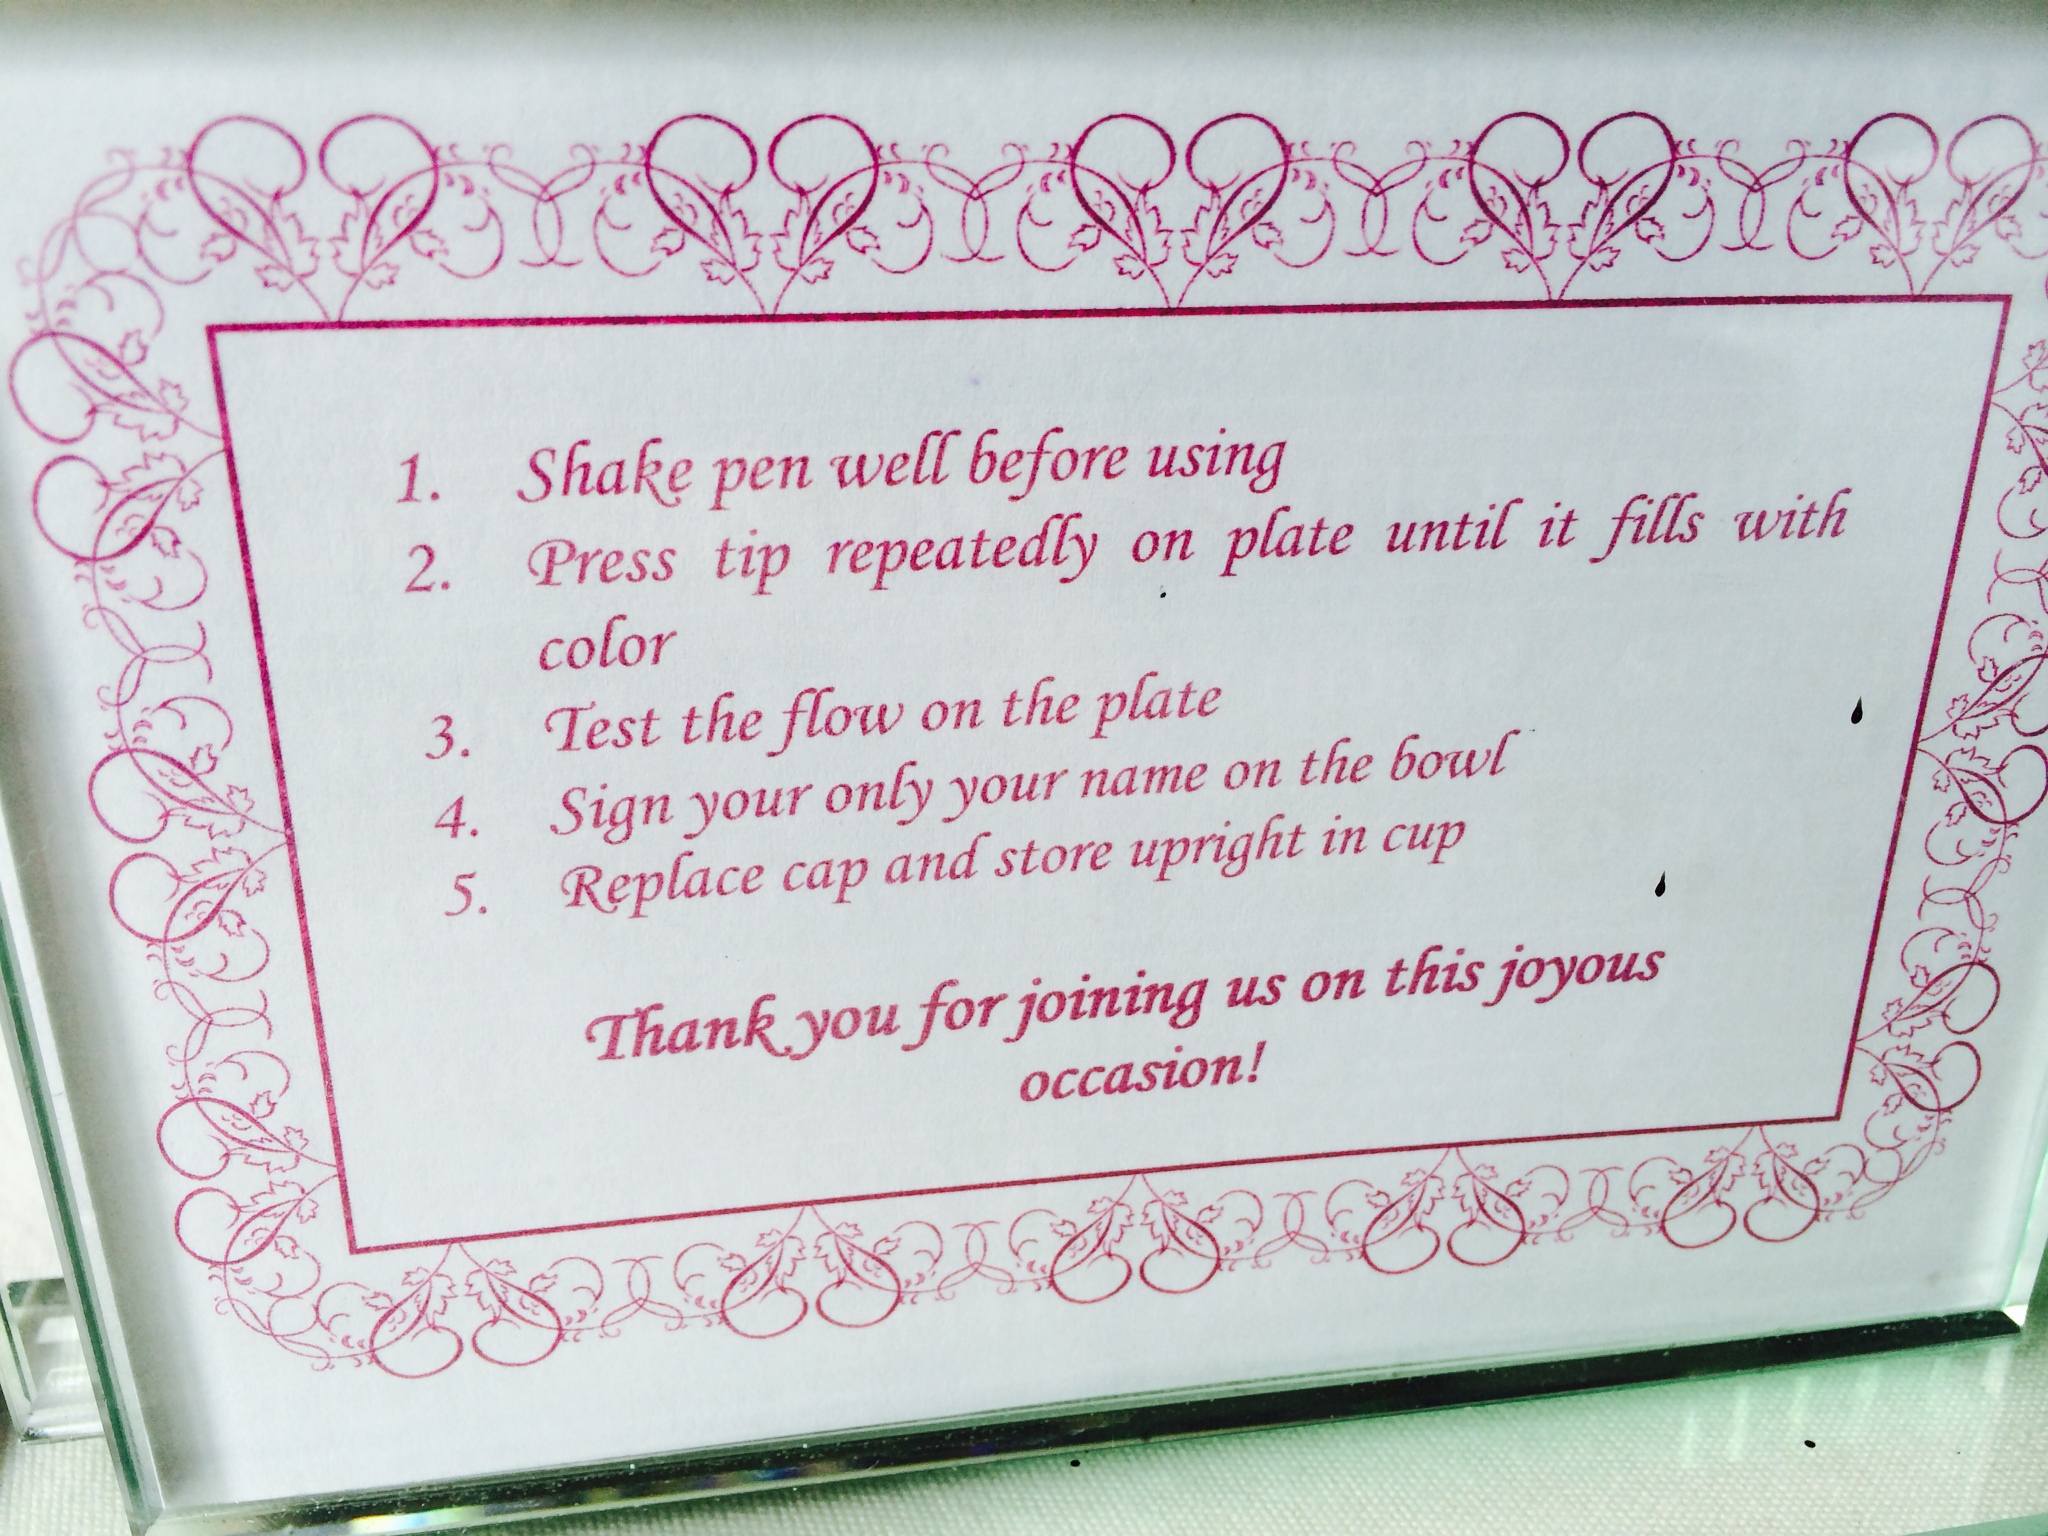 1. Shake pen well before using
2. Press tip repeatedly on plate until it fills with
color
3. Test the flow on the plate
4. Sign your only your name on the bowl
5. Replace cap and store upright in cup
Thank you for joining us on this joyous
occasion!